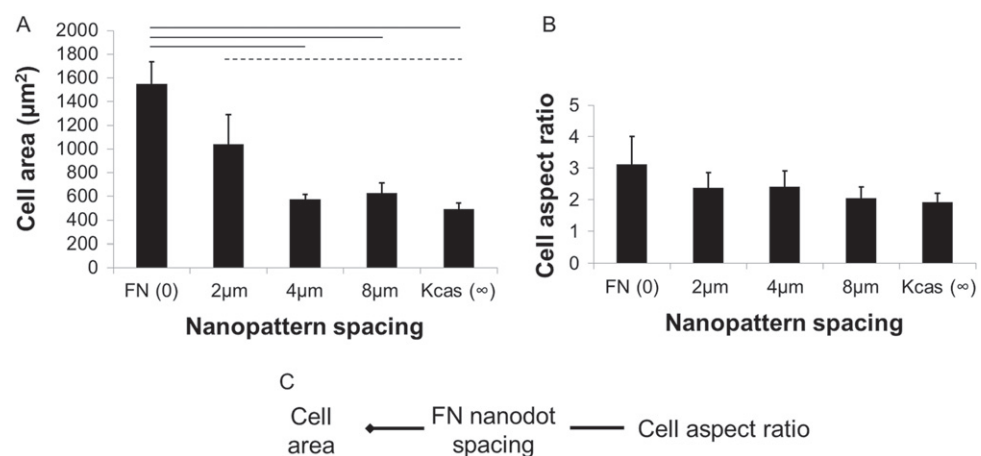 A
Cell area (µm²)
2000
1800
1600
1400
1200
1000
800
600
400
200
0
FN (0) 2µm 4µm 8µm Kcas (∞)
Nanopattern spacing
B
Cell aspect ratio
5
4
3
2
1
0
FN (0) 2µm 4µm 8µm Kcas (∞)
Nanopattern spacing
C
Cell
area
FN nanodot
spacing
Cell aspect ratio